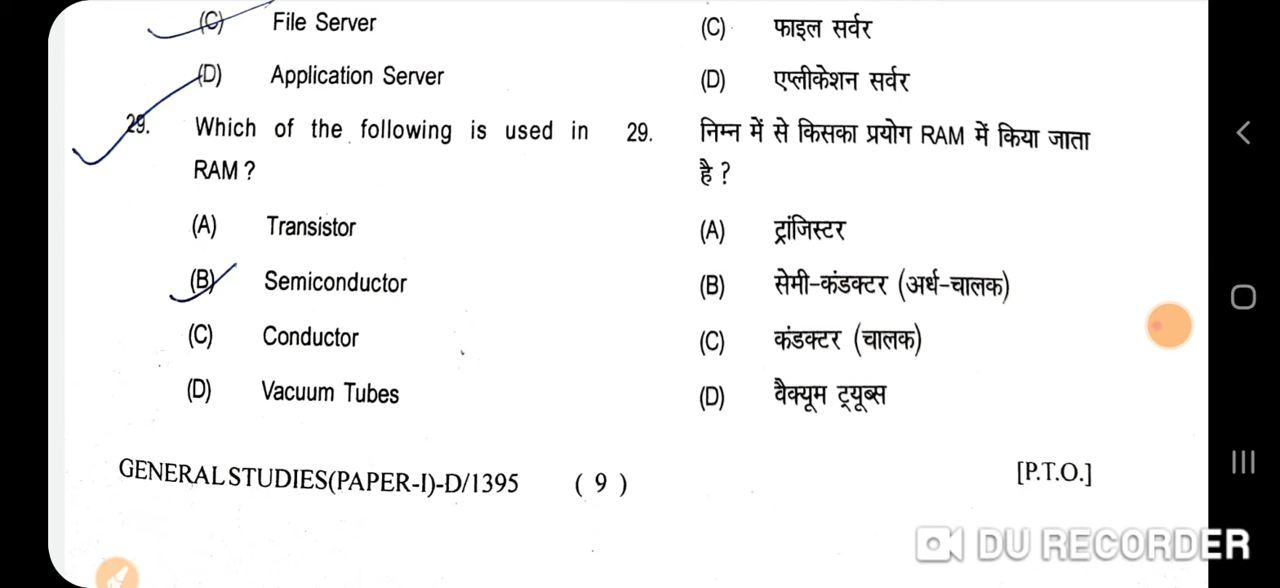 (C) File Server
(D) Application Server
29. Which of the following is used in
RAM ?
(A) Transistor
(B) Semiconductor
(C) Conductor
(D) Vacuum Tubes
(C) फाइल सर्वर
(D) एप्लीकेशन सर्वर
29. निम्न में से किसका प्रयोग RAM में किया जाता
है ?
(A) ट्रांजिस्टर
(B) सेमी-कंडक्टर (अर्ध-चालक)
(C) कंडक्टर (चालक)
(D) वैक्यूम ट्यूब्स
GENERAL STUDIES(PAPER-I)-D/1395 ( 9 ) [P.T.O.]
DU RECORDER